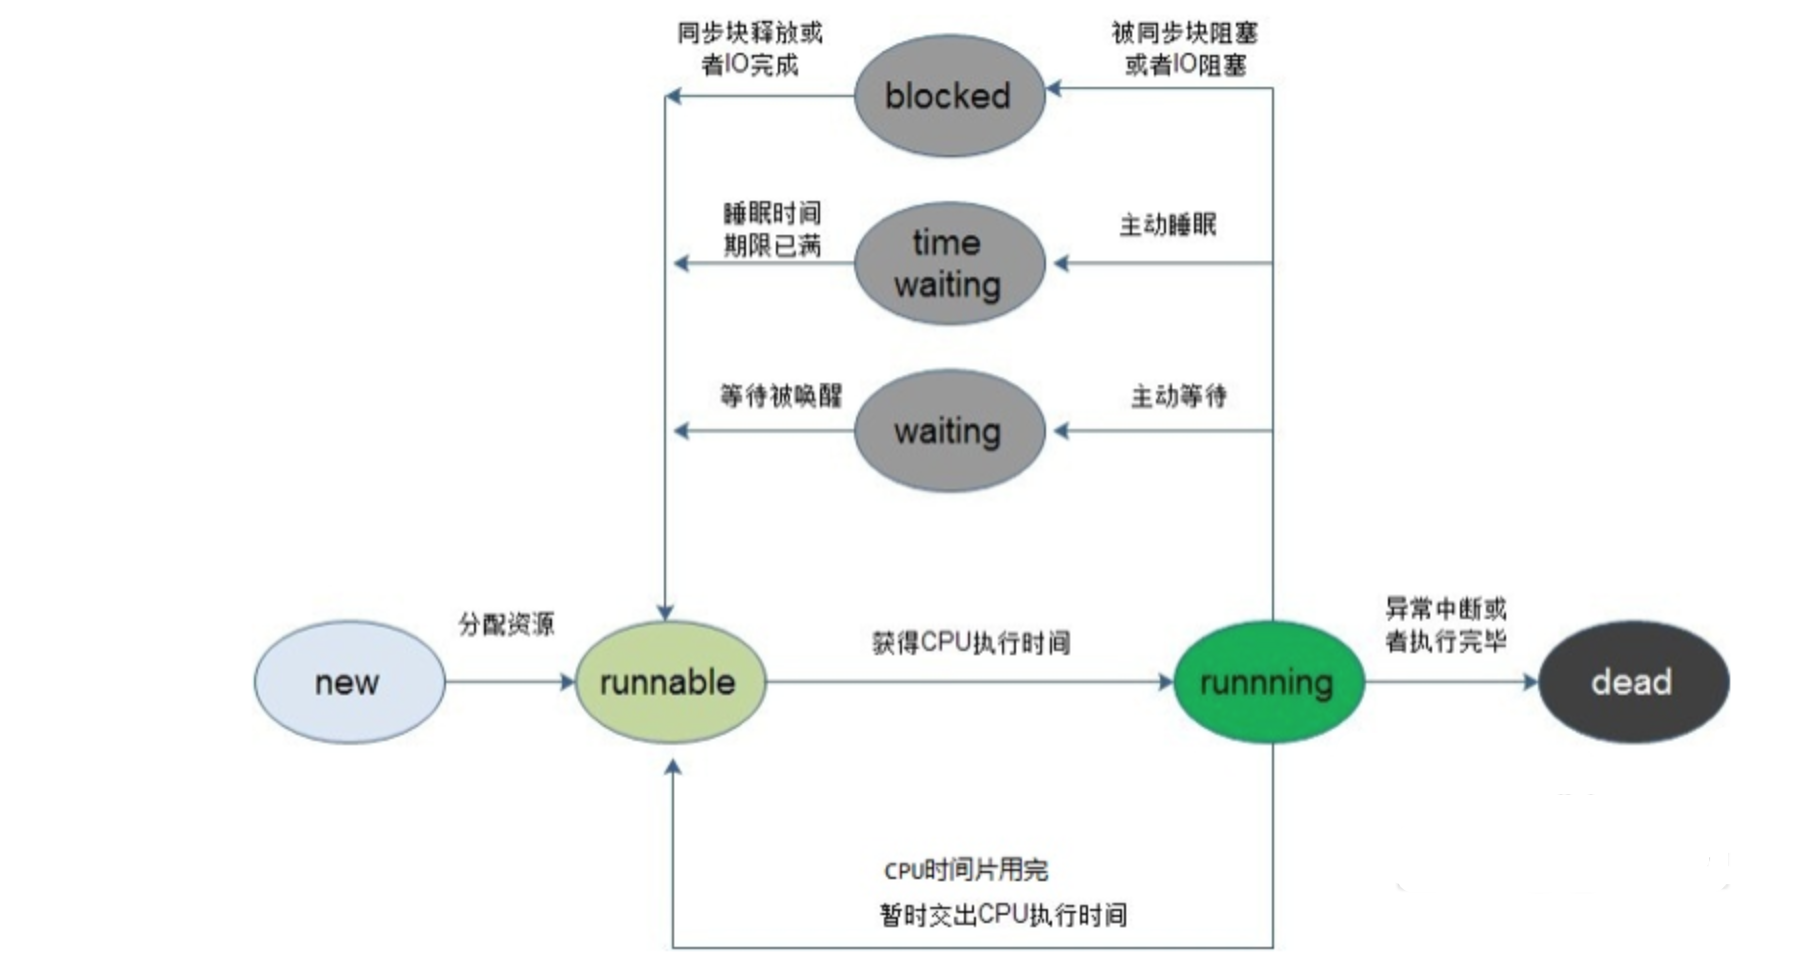 同步块释放或
者IO完成
blocked
被同步块阻塞
或者IO阻塞
睡眠时间
期限已满
time
waiting
主动睡眠
等待被唤醒
waiting
主动等待
new
分配资源
runnable
获得CPU执行时间
runnning
异常中断或
者执行完毕
dead
CPU时间片用完
暂时交出CPU执行时间